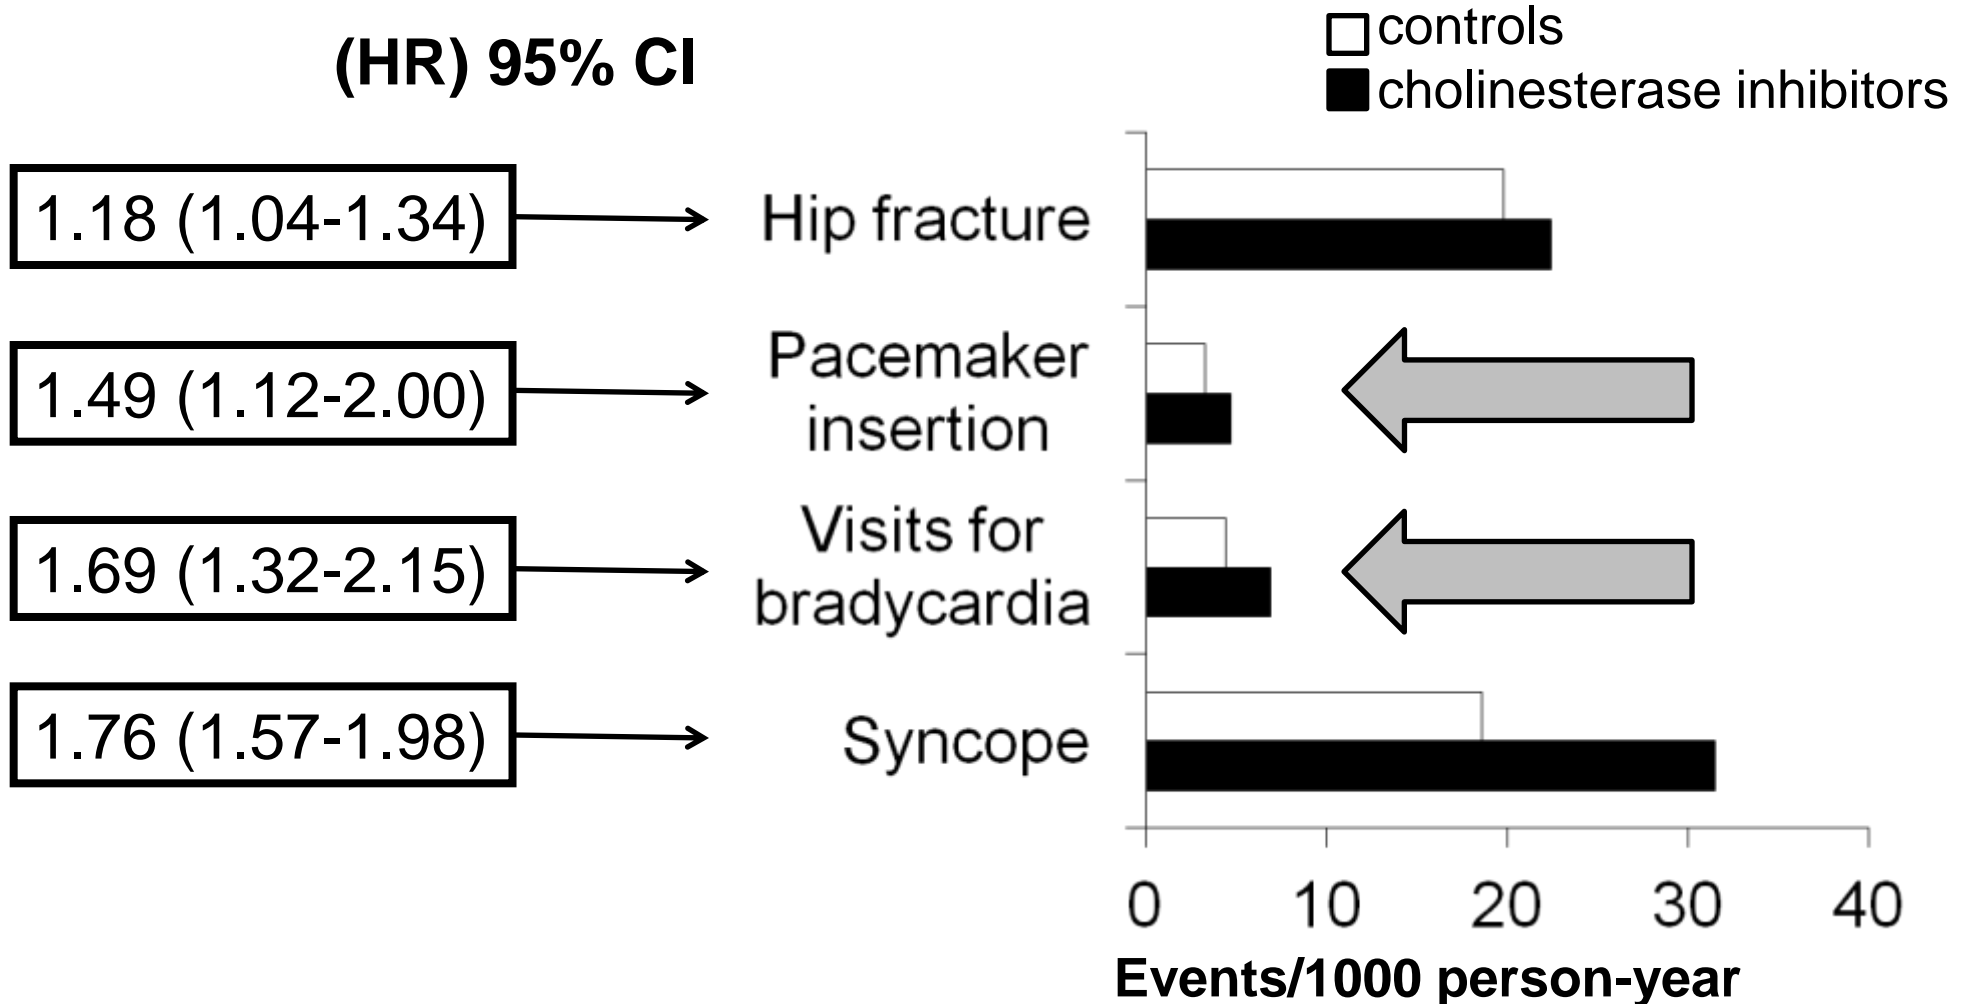 (HR) 95% CI
controls
cholinesterase inhibitors
1.18 (1.04-1.34)
Hip fracture
1.49 (1.12-2.00)
Pacemaker
insertion
1.69 (1.32-2.15)
Visits for
bradycardia
1.76 (1.57-1.98)
Syncope
0 10 20 30 40
Events/1000 person-year